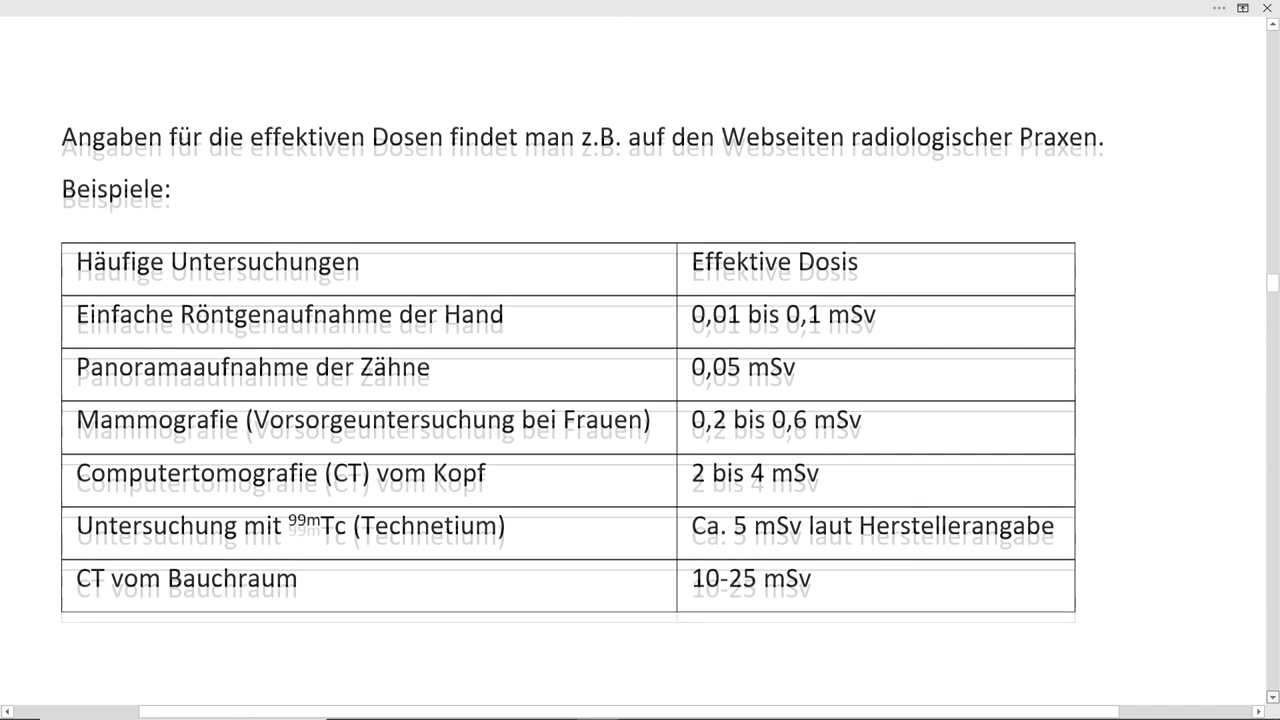 Angaben für die effektiven Dosen findet man z.B. auf den Webseiten radiologischer Praxen.
Beispiele:
Häufige Untersuchungen Effektive Dosis
Einfache Röntgenaufnahme der Hand 0,01 bis 0,1 mSv
Panoramaaufnahme der Zähne 0,05 mSv
Mammografie (Vorsorgeuntersuchung bei Frauen) 0,2 bis 0,6 mSv
Computertomografie (CT) vom Kopf 2 bis 4 mSv
Untersuchung mit ⁹⁹ᵐTc (Technetium) Ca. 5 mSv laut Herstellerangabe
CT vom Bauchraum 10-25 mSv